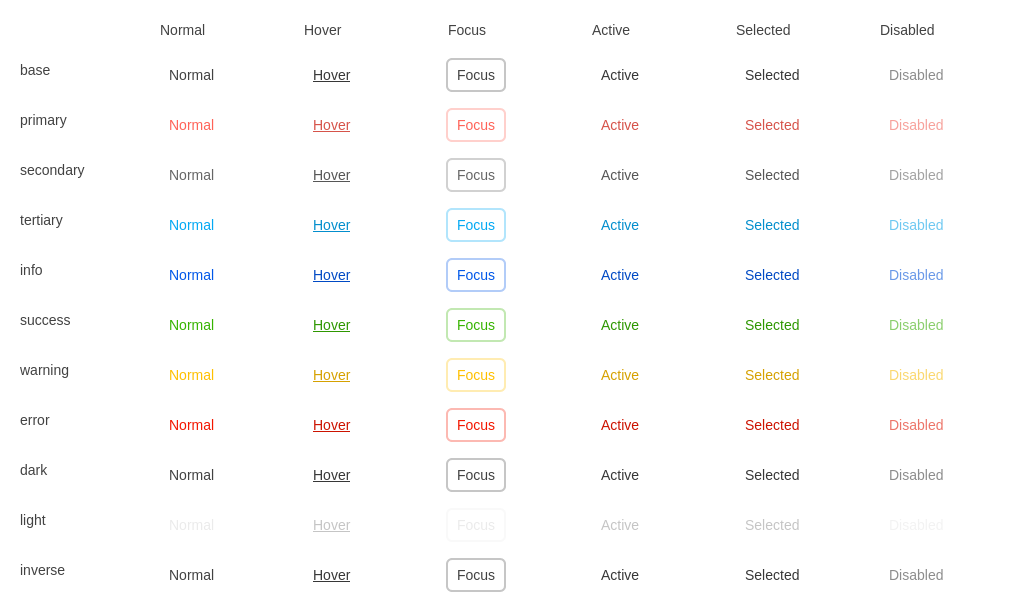 Normal Hover Focus Active Selected Disabled
base Normal Hover Focus Active Selected Disabled
primary Normal Hover Focus Active Selected Disabled
secondary Normal Hover Focus Active Selected Disabled
tertiary Normal Hover Focus Active Selected Disabled
info Normal Hover Focus Active Selected Disabled
success Normal Hover Focus Active Selected Disabled
warning Normal Hover Focus Active Selected Disabled
error Normal Hover Focus Active Selected Disabled
dark Normal Hover Focus Active Selected Disabled
light Normal Hover Focus Active Selected Disabled
inverse Normal Hover Focus Active Selected Disabled